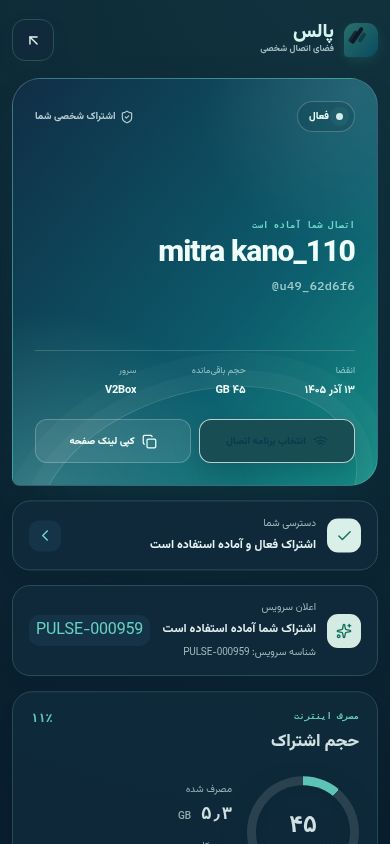 پالس
فضای اتصال شخصی
فعال
اشتراک شخصی شما
اتصال شما آماده است
mitra kano_110
@u49_62d6f6
انقضا
۱۳ آذر ۱۴۰۵
حجم باقی‌مانده
۴۵ GB
سرور
V2Box
انتخاب برنامه اتصال
کپی لینک صفحه
دسترسی شما
اشتراک فعال و آماده استفاده است
اعلان سرویس
اشتراک شما آماده استفاده است
شناسه سرویس: PULSE-000959
PULSE-000959
مصرف اینترنت
۱۱٪
حجم اشتراک
مصرف شده
۵٫۳ GB
۴۵